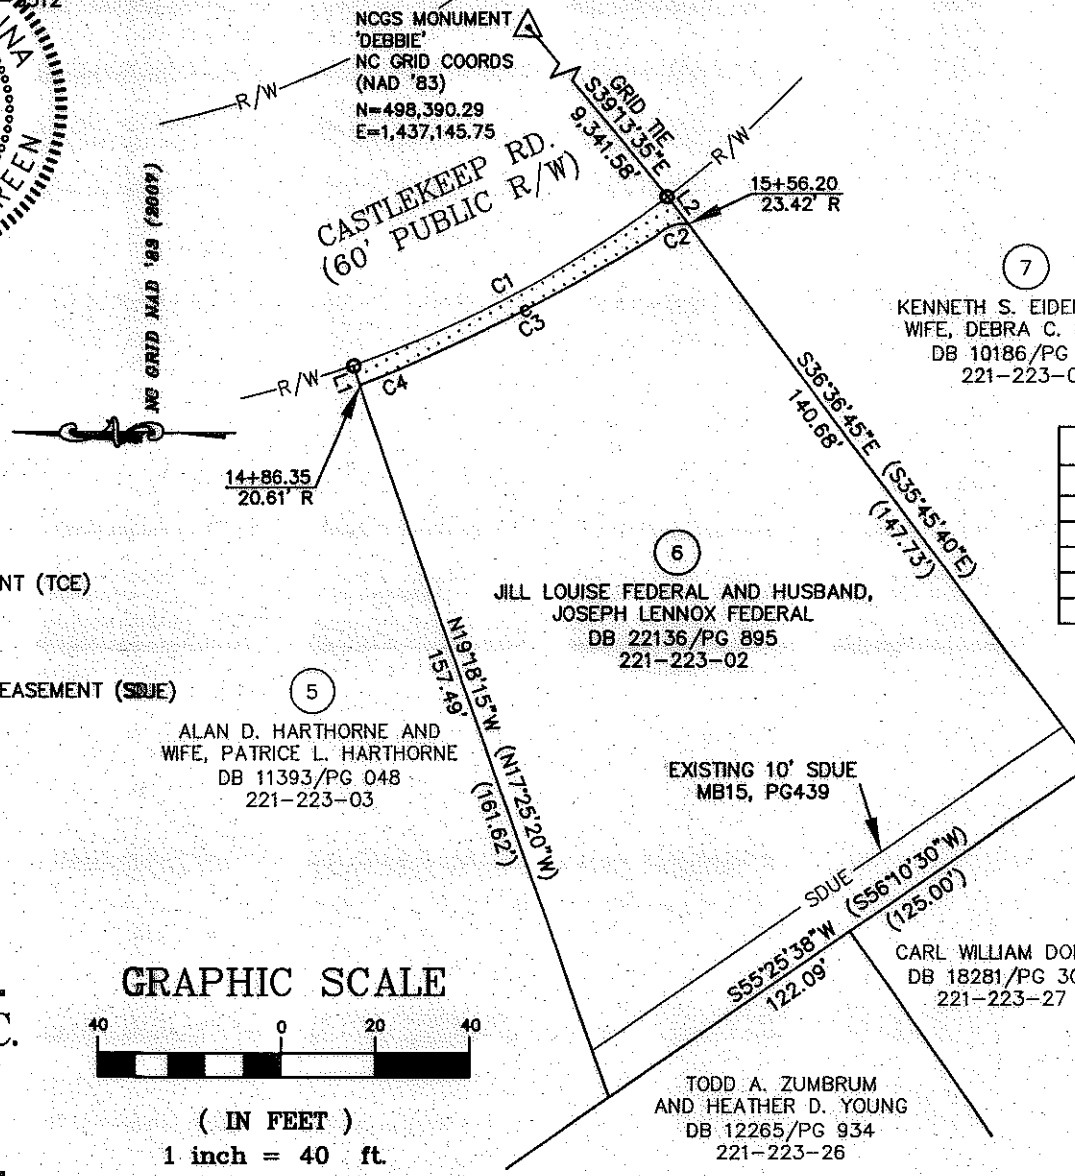 INA
REEN
NCGS MONUMENT
'DEBBIE'
NC GRID COORDS
(NAD '83)
N=498,390.29
E=1,437,145.75
GRID TIE
S39°13'35"E
9,341.58'
R/W
R/W
CASTLEKEEP RD.
(60' PUBLIC R/W)
15+56.20
23.42' R
L2
C2
C1
C3
C4
L1
R/W
NC GRID NAD '83 (2007)
14+86.35
20.61' R
7
KENNETH S. EIDE
WIFE, DEBRA C.
DB 10186/PG
221-223-0
S36°36'45"E (S35°45'40"E)
140.68' (147.73')
6
JILL LOUISE FEDERAL AND HUSBAND,
JOSEPH LENNOX FEDERAL
DB 22136/PG 895
221-223-02
NT (TCE)
EASEMENT (SDUE)
5
ALAN D. HARTHORNE AND
WIFE, PATRICE L. HARTHORNE
DB 11393/PG 048
221-223-03
N19°18'15"W (N17°25'20"W)
157.49' (161.62')
EXISTING 10' SDUE
MB15, PG439
SDUE
S55°25'38"W (S56°10'30"W)
122.09' (125.00')
CARL WILLIAM DO
DB 18281/PG 30
221-223-27
GRAPHIC SCALE
40 0 20 40
( IN FEET )
1 inch = 40 ft.
C.
TODD A. ZUMBRUM
AND HEATHER D. YOUNG
DB 12265/PG 934
221-223-26